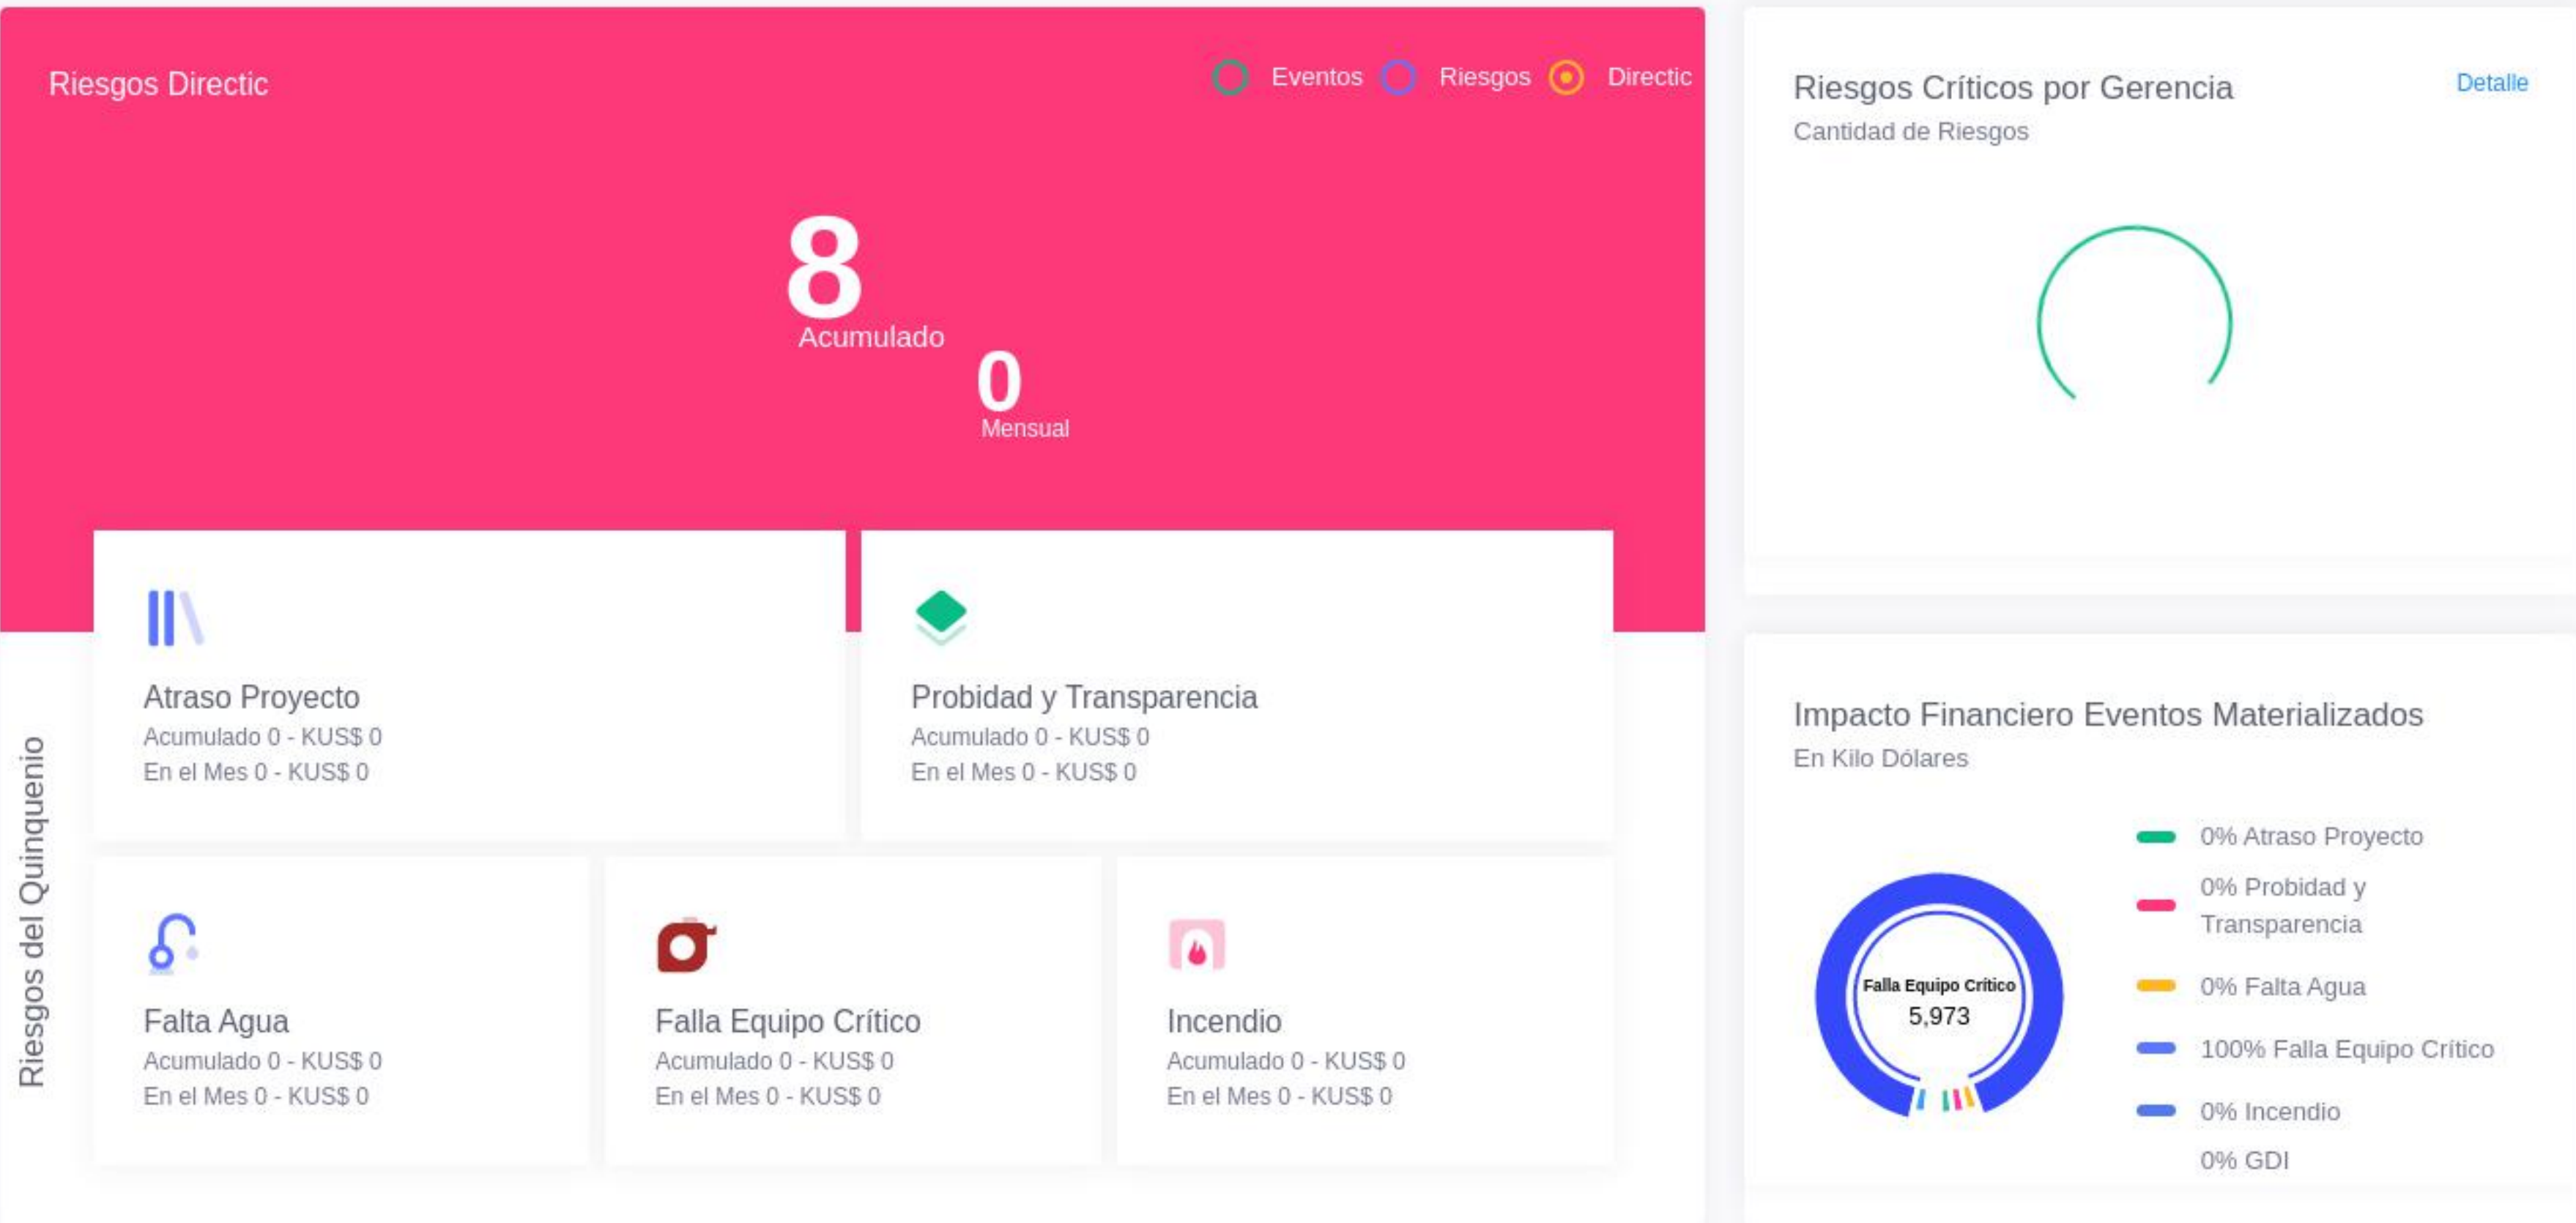 Riesgos Directic
Eventos
Riesgos
Directic
8
Acumulado
0
Mensual
Riesgos del Quinquenio
Atraso Proyecto
Acumulado 0 - KUS$ 0
En el Mes 0 - KUS$ 0
Probidad y Transparencia
Acumulado 0 - KUS$ 0
En el Mes 0 - KUS$ 0
Falta Agua
Acumulado 0 - KUS$ 0
En el Mes 0 - KUS$ 0
Falla Equipo Crítico
Acumulado 0 - KUS$ 0
En el Mes 0 - KUS$ 0
Incendio
Acumulado 0 - KUS$ 0
En el Mes 0 - KUS$ 0
Riesgos Críticos por Gerencia
Detalle
Cantidad de Riesgos
Impacto Financiero Eventos Materializados
En Kilo Dólares
Falla Equipo Crítico
5,973
0% Atraso Proyecto
0% Probidad y
Transparencia
0% Falta Agua
100% Falla Equipo Crítico
0% Incendio
0% GDI